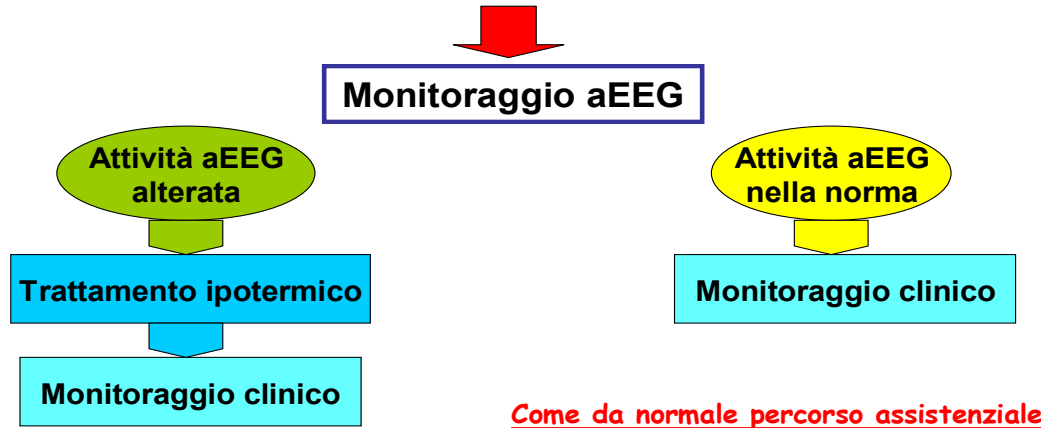 Monitoraggio aEEG
Attività aEEG
alterata
Attività aEEG
nella norma
Trattamento ipotermico
Monitoraggio clinico
Monitoraggio clinico
Come da normale percorso assistenziale